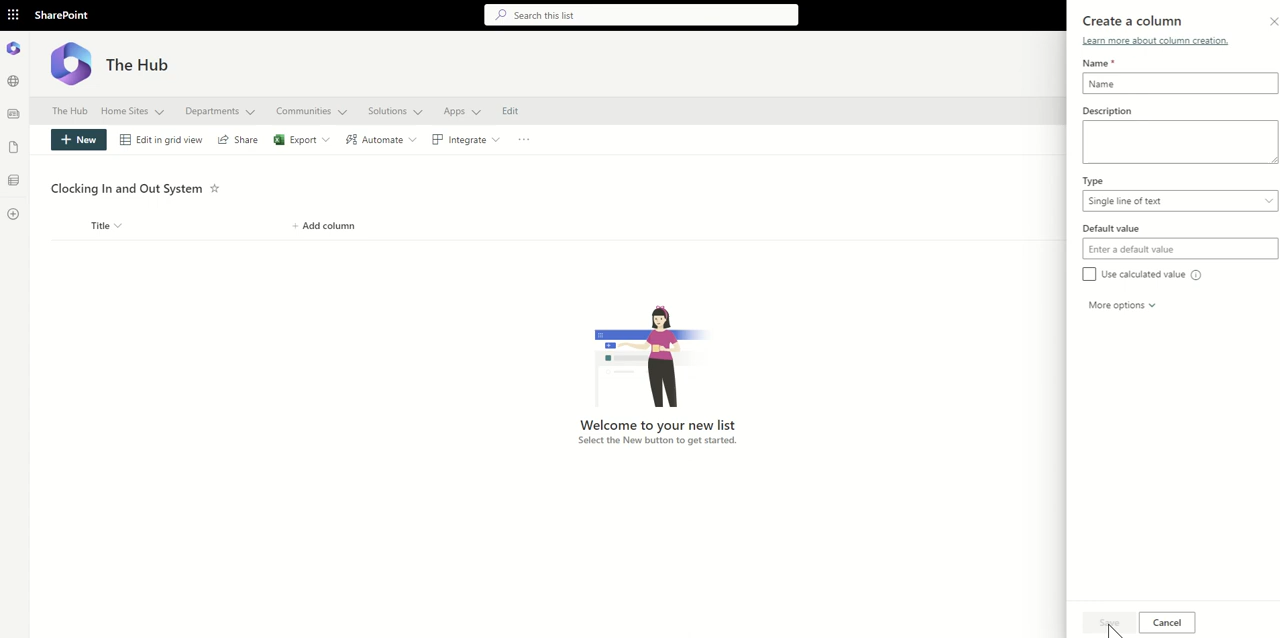 SharePoint
Search this list
The Hub
The Hub Home Sites Departments Communities Solutions Apps Edit
+ New Edit in grid view Share Export Automate Integrate ...
Clocking In and Out System
Title + Add column
Welcome to your new list
Select the New button to get started.
Create a column
Learn more about column creation.
Name *
Name
Description
Type
Single line of text
Default value
Enter a default value
Use calculated value
More options
Save Cancel